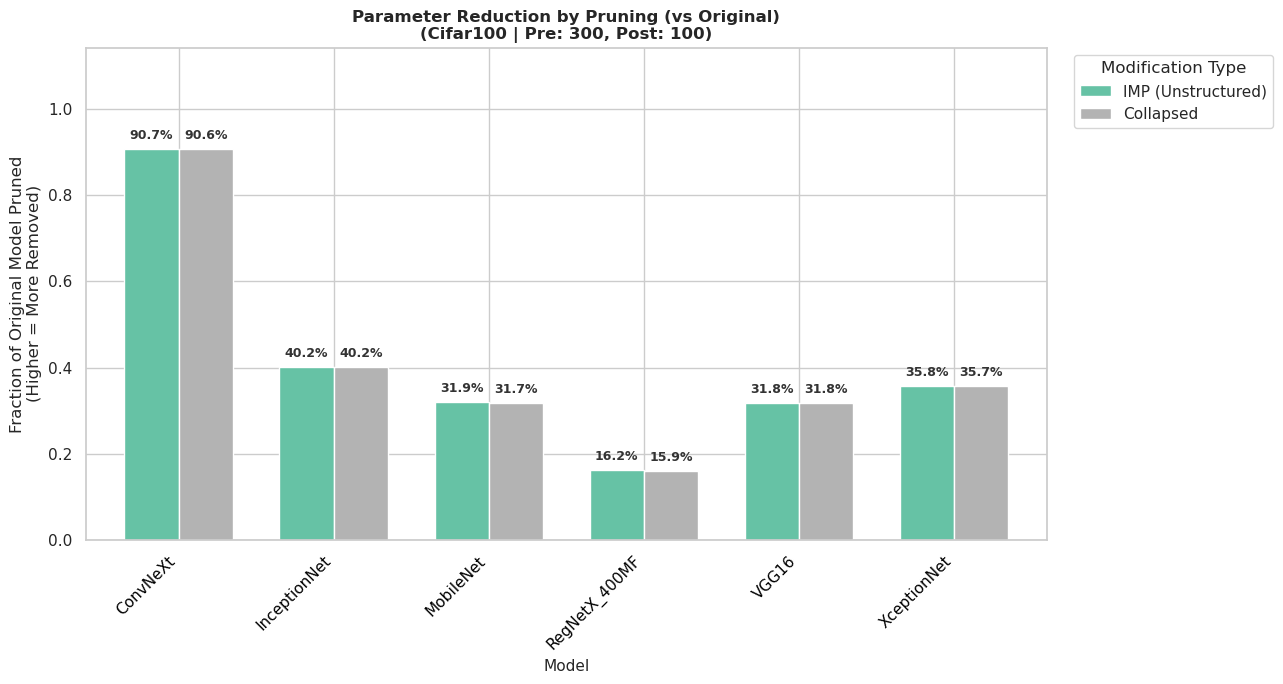 Parameter Reduction by Pruning (vs Original)
(Cifar100 | Pre: 300, Post: 100)
Fraction of Original Model Pruned
(Higher = More Removed)
1.0
0.8
0.6
0.4
0.2
0.0
90.7% 90.6%
40.2% 40.2%
31.9% 31.7%
16.2% 15.9%
31.8% 31.8%
35.8% 35.7%
ConvNeXt
InceptionNet
MobileNet
RegNetX_400MF
VGG16
XceptionNet
Model
Modification Type
IMP (Unstructured)
Collapsed